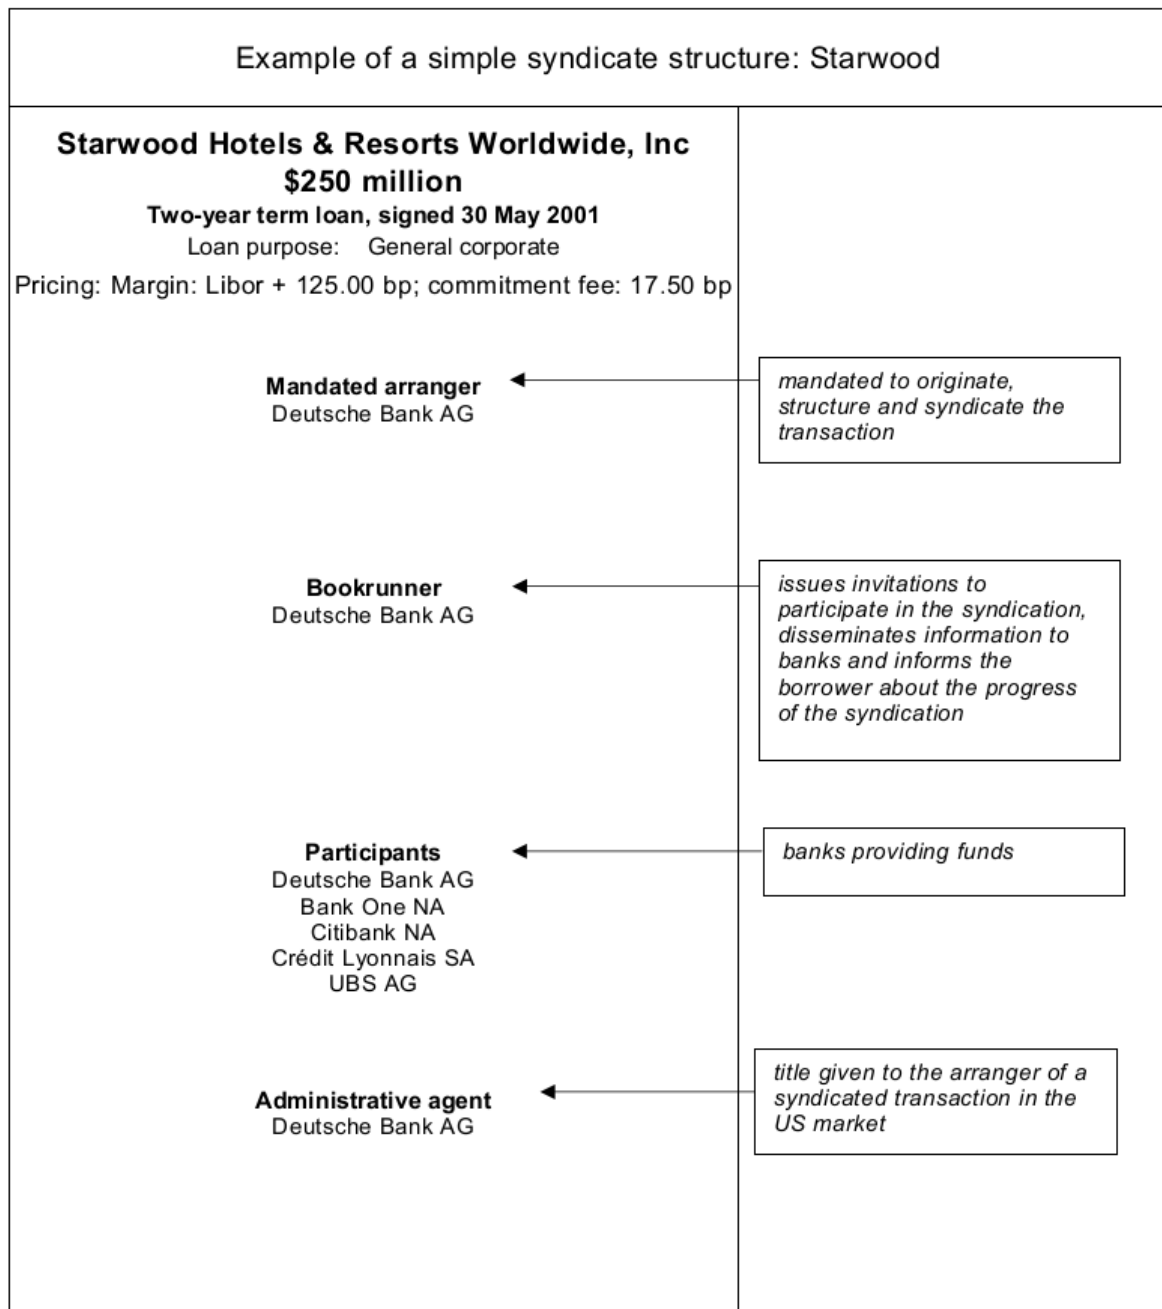 Example of a simple syndicate structure: Starwood
Starwood Hotels & Resorts Worldwide, Inc
$250 million
Two-year term loan, signed 30 May 2001
Loan purpose: General corporate
Pricing: Margin: Libor + 125.00 bp; commitment fee: 17.50 bp
Mandated arranger
Deutsche Bank AG
mandated to originate,
structure and syndicate the
transaction
Bookrunner
Deutsche Bank AG
issues invitations to
participate in the syndication,
disseminates information to
banks and informs the
borrower about the progress
of the syndication
Participants
Deutsche Bank AG
Bank One NA
Citibank NA
Crédit Lyonnais SA
UBS AG
banks providing funds
Administrative agent
Deutsche Bank AG
title given to the arranger of a
syndicated transaction in the
US market